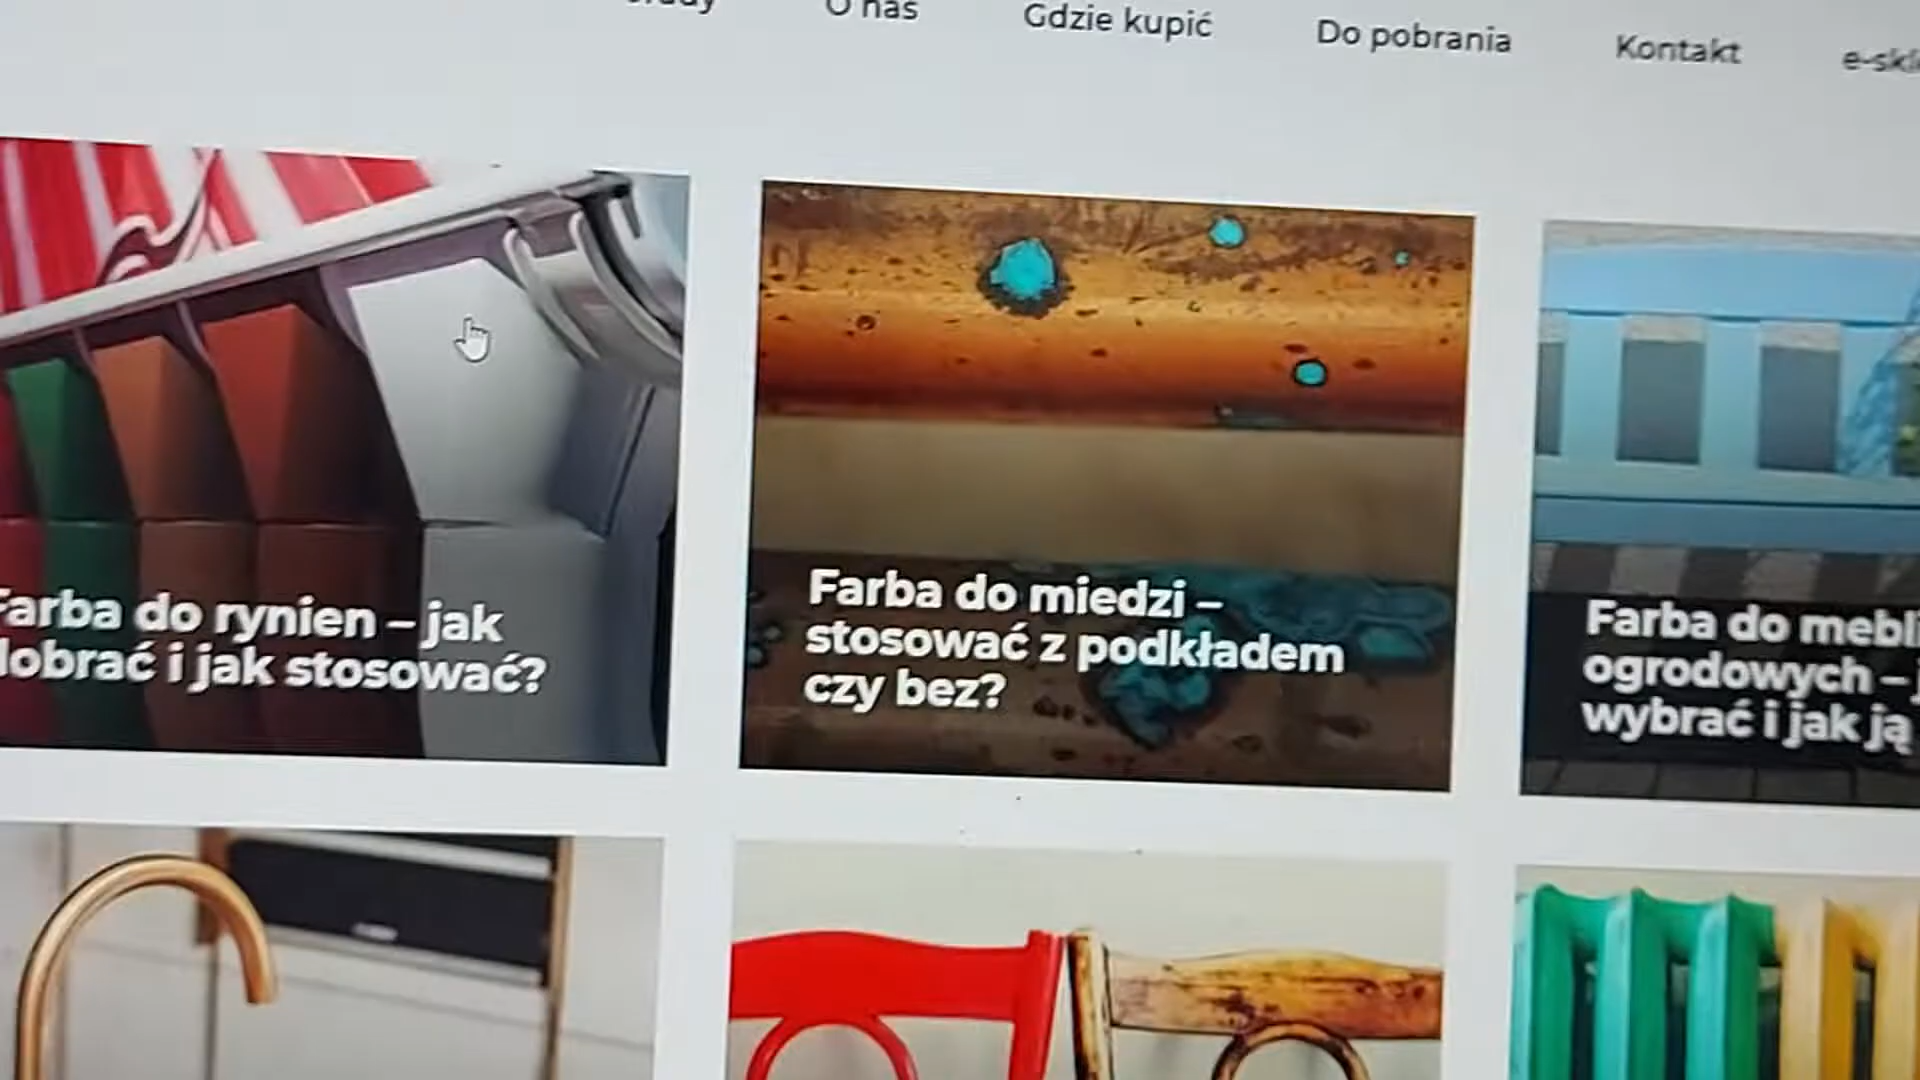 O nas
Gdzie kupić
Do pobrania
Kontakt
Farba do rynien – jak
dobrać i jak stosować?
Farba do miedzi –
stosować z podkładem
czy bez?
Farba do mebli
ogrodowych –
wybrać i jak ją